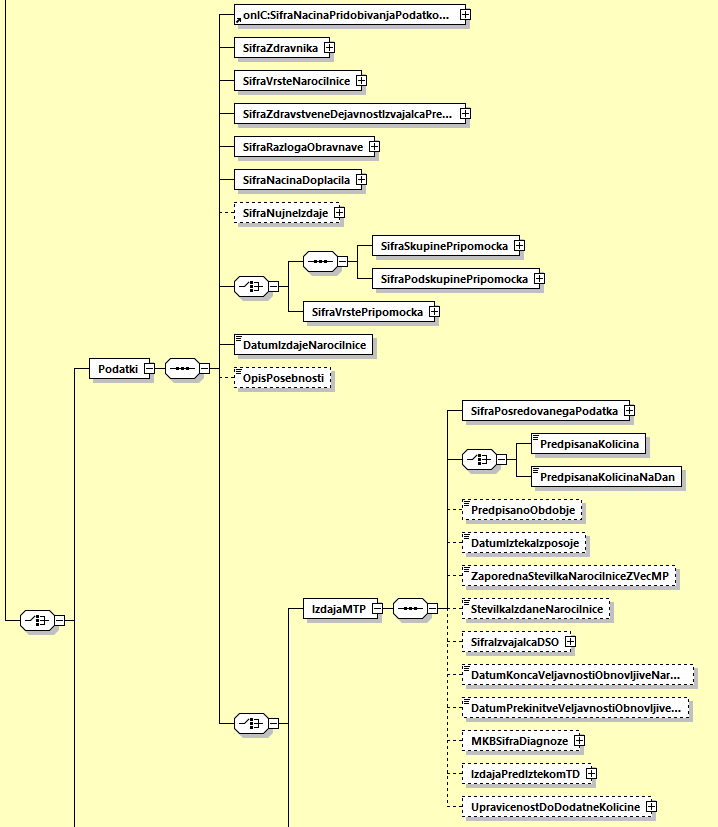 onIC:SifraNacinaPridobivanjaPodatko...
SifraZdravnika
SifraVrsteNarocilnice
SifraZdravstveneDejavnostIzvajalcaPre...
SifraRazlogaObravnave
SifraNacinaDoplacila
SifraNujneIzdaje
SifraSkupinePripomocka
SifraPodskupinePripomocka
SifraVrstePripomocka
DatumIzdajeNarocilnice
Podatki
OpisPosebnosti
SifraPosredovanegaPodatka
PredpisanaKolicina
PredpisanaKolicinaNaDan
PredpisanoObdobje
DatumIztekaIzposoje
ZaporednaStevilkaNarocilniceZVecMP
IzdajaMTP
StevilkaIzdaneNarocilnice
SifraIzvajalcaDSO
DatumKoncaVeljavnostiObnovljiveNar...
DatumPrekinitveVeljavnostiObnovljive...
MKBSifraDiagnoze
IzdajaPredIztekomTD
UpravicenostDoDodatneKolicine